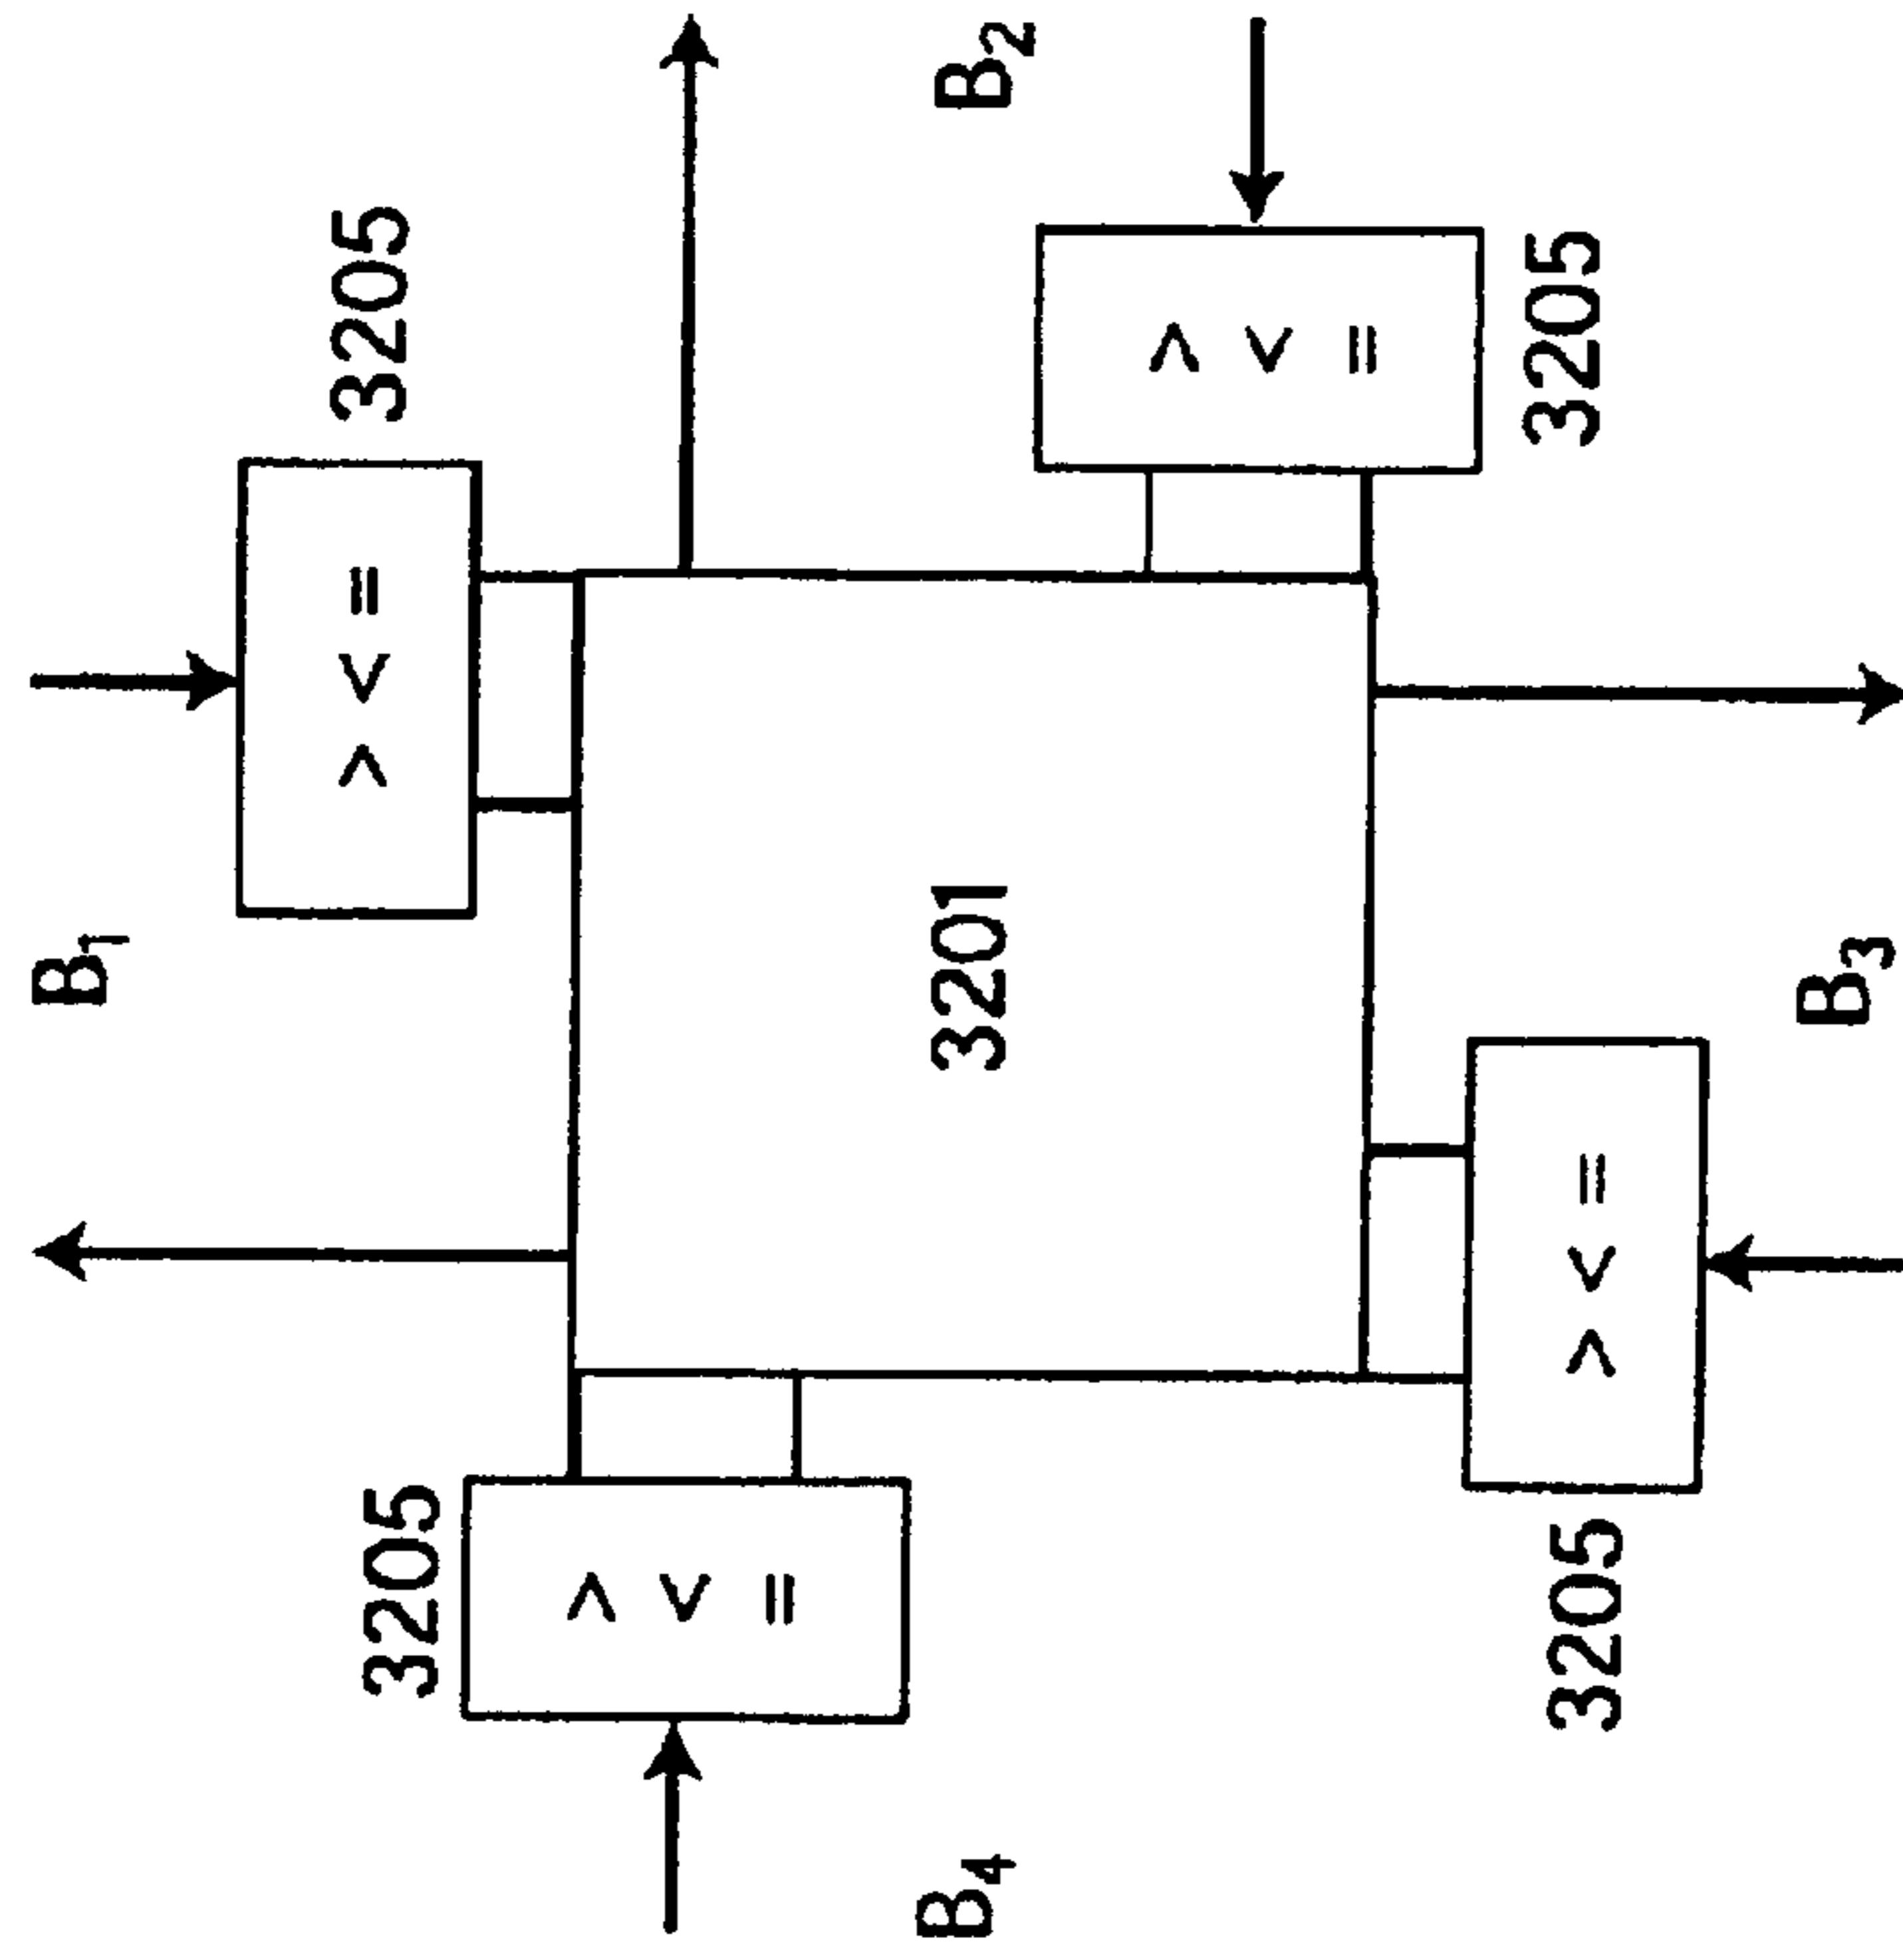 B₁
> < =
3205
3205
>
<
=
B₄
3201
B₂
>
<
=
3205
> < =
3205
B₃